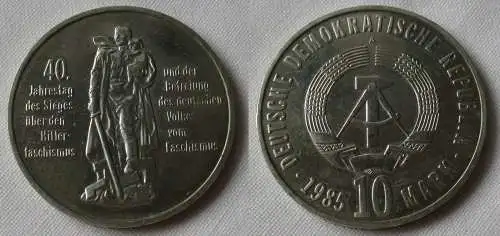 40.
Jahrestag
des Sieges
über den
Hitler-
faschismus
und der
Befreiung
des deutschen
Volkes
vom
Faschismus
DEUTSCHE DEMOKRATISCHE REPUBLIK
1985 10 MARK